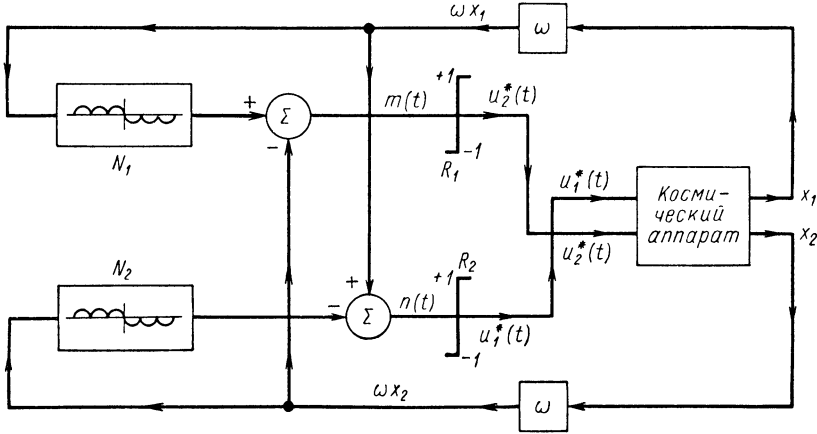 ωx₁
ω
+
Σ
−
m(t)
+1
−1
R₁
u₂*(t)
N₁
u₁*(t)
Косми-
ческий
аппарат
x₁
x₂
u₂*(t)
N₂
+
−
Σ
n(t)
+1
R₂
−1
u₁*(t)
ωx₂
ω